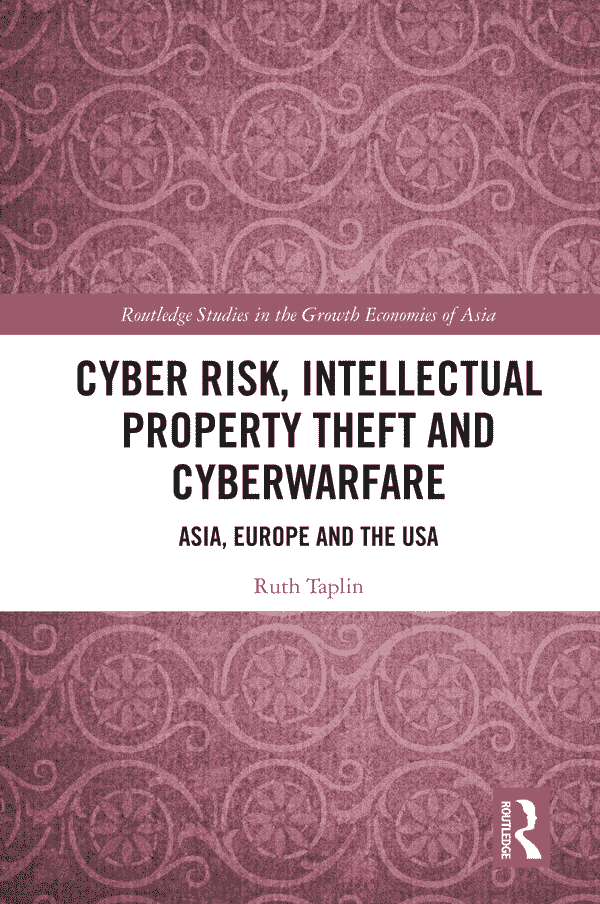 Routledge Studies in the Growth Economies of Asia
CYBER RISK, INTELLECTUAL
PROPERTY THEFT AND
CYBERWARFARE
ASIA, EUROPE AND THE USA
Ruth Taplin
ROUTLEDGE